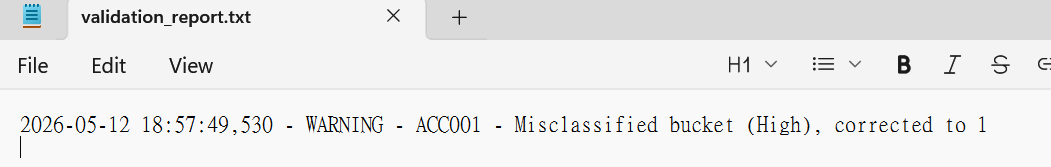 validation_report.txt
File Edit View H1 B I S
2026-05-12 18:57:49,530 - WARNING - ACC001 - Misclassified bucket (High), corrected to 1